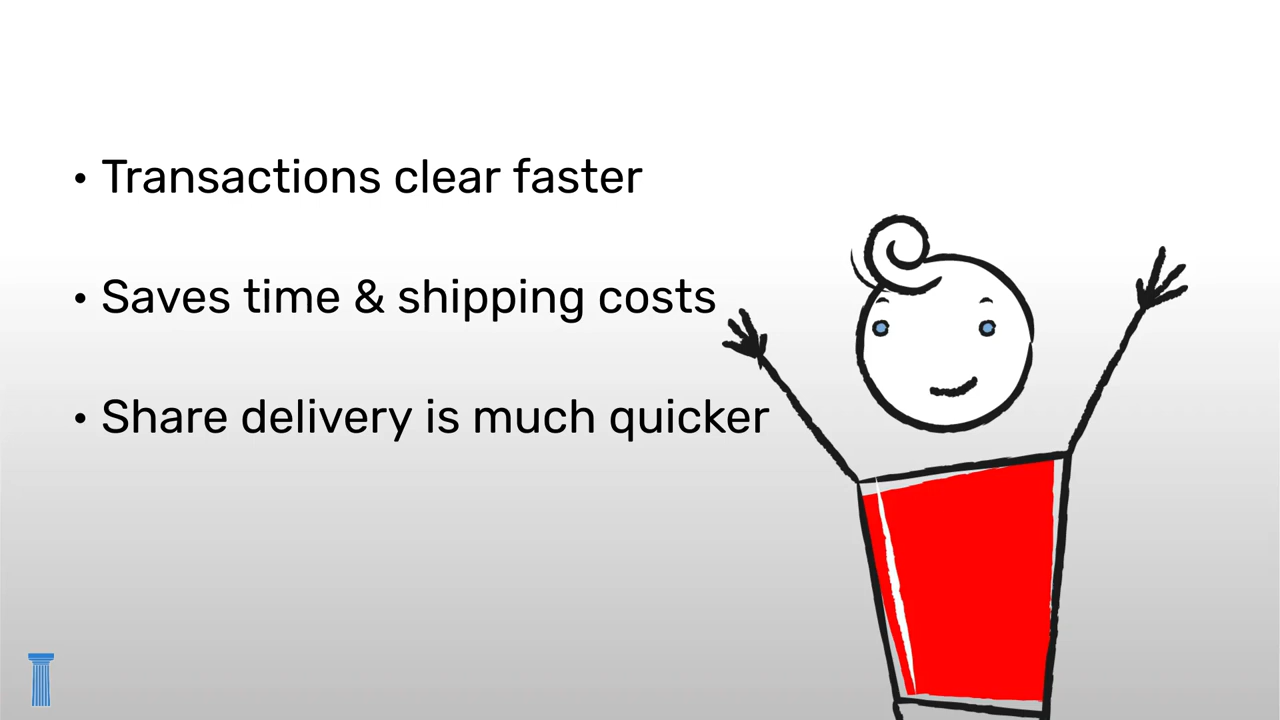 • Transactions clear faster
• Saves time & shipping costs
• Share delivery is much quicker